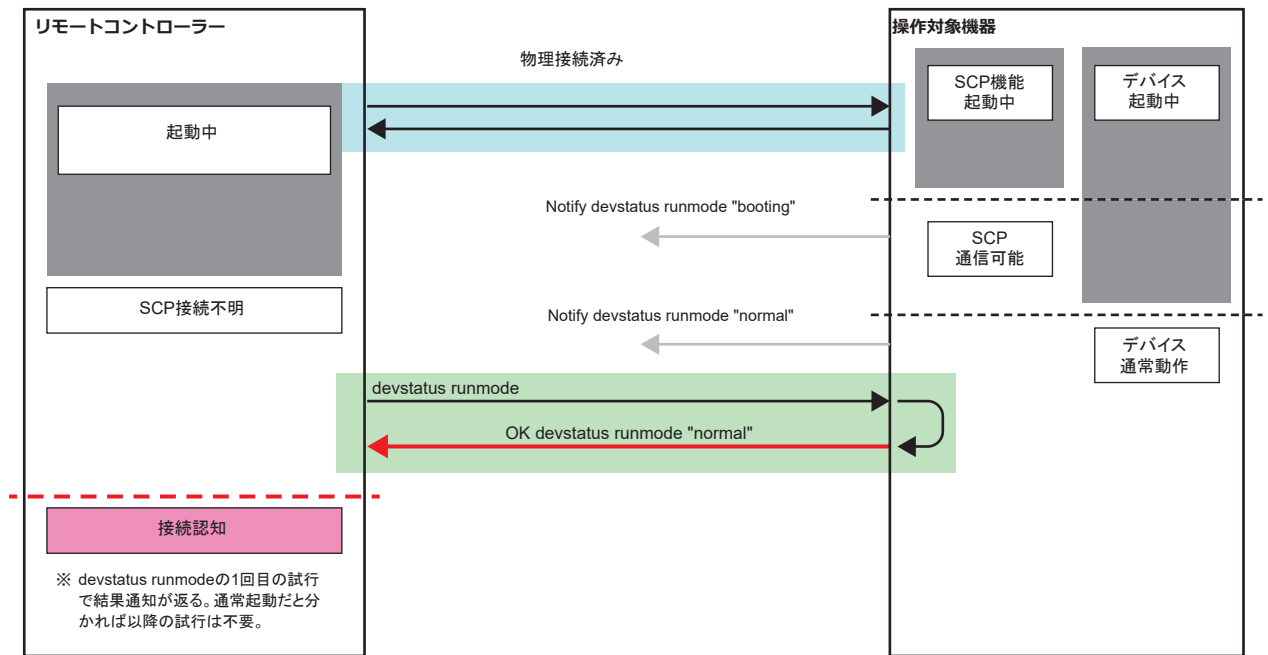 リモートコントローラー
操作対象機器
物理接続済み
起動中
SCP機能
起動中
デバイス
起動中
Notify devstatus runmode "booting"
SCP
通信可能
SCP接続不明
Notify devstatus runmode "normal"
デバイス
通常動作
devstatus runmode
OK devstatus runmode "normal"
接続認知
※ devstatus runmodeの1回目の試行
で結果通知が返る。通常起動だと分
かれば以降の試行は不要。